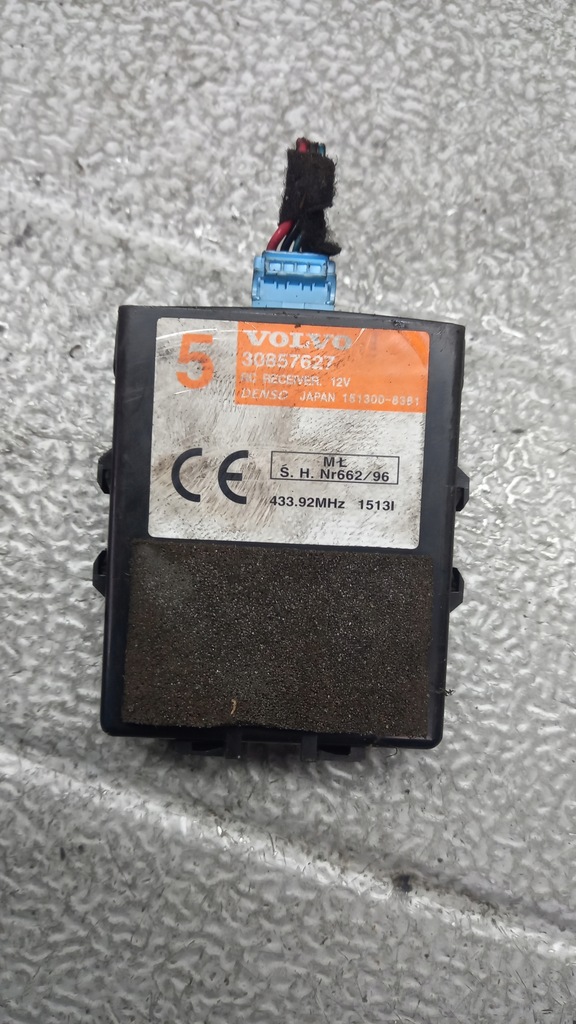 5
VOLVO
30857627
RC RECEIVER. 12V
DENSO JAPAN 151300-8381
CE
MŁ
Ś. H. Nr662/96
433.92MHz 1513I